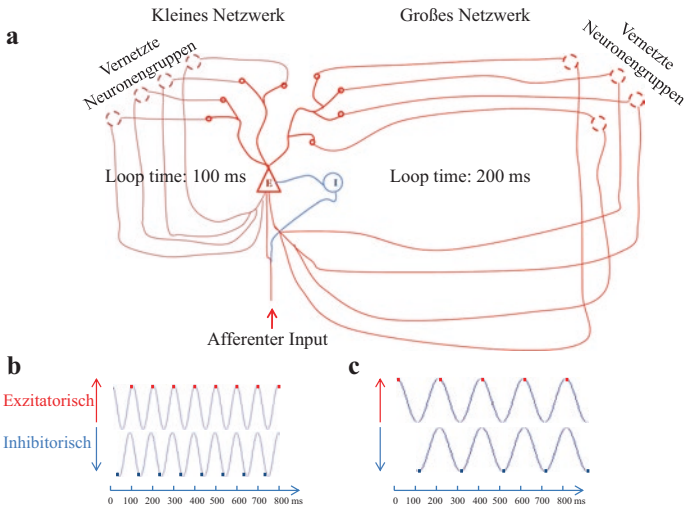 Kleines Netzwerk
Großes Netzwerk
a
Vernetzte
Neuronengruppen
Vernetzte
Neuronengruppen
Loop time: 100 ms
E
I
Loop time: 200 ms
Afferenter Input
b
c
Exzitatorisch
Inhibitorisch
0 100 200 300 400 500 600 700 800 ms
0 100 200 300 400 500 600 700 800 ms